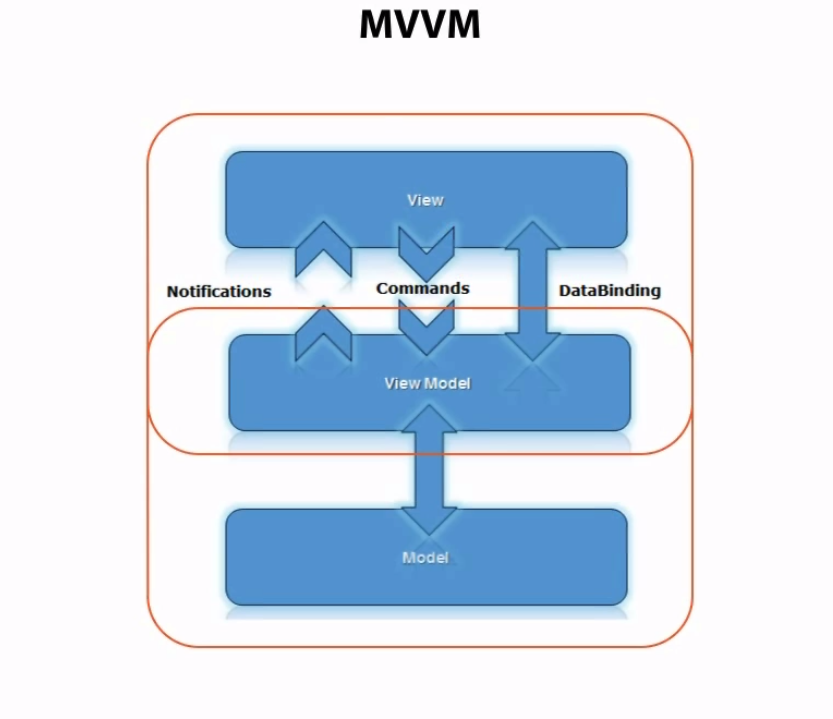 MVVM
View
Notifications
Commands
DataBinding
View Model
Model